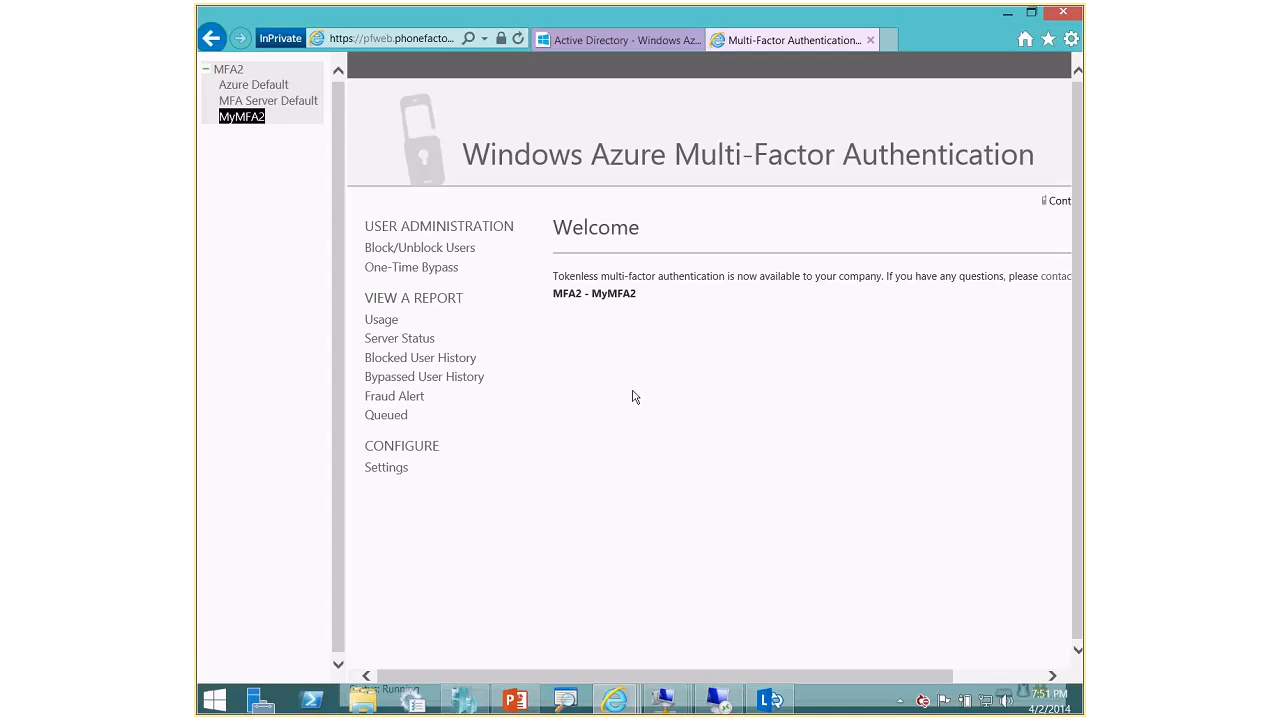 InPrivate
https://pfweb.phonefacto...
Active Directory - Windows Az...
Multi-Factor Authentication...
MFA2
Azure Default
MFA Server Default
MyMFA2
Windows Azure Multi-Factor Authentication
Cont
USER ADMINISTRATION
Block/Unblock Users
One-Time Bypass
VIEW A REPORT
Usage
Server Status
Blocked User History
Bypassed User History
Fraud Alert
Queued
CONFIGURE
Settings
Welcome
Tokenless multi-factor authentication is now available to your company. If you have any questions, please contac
MFA2 - MyMFA2
Status: Running
7:51 PM
4/2/2014